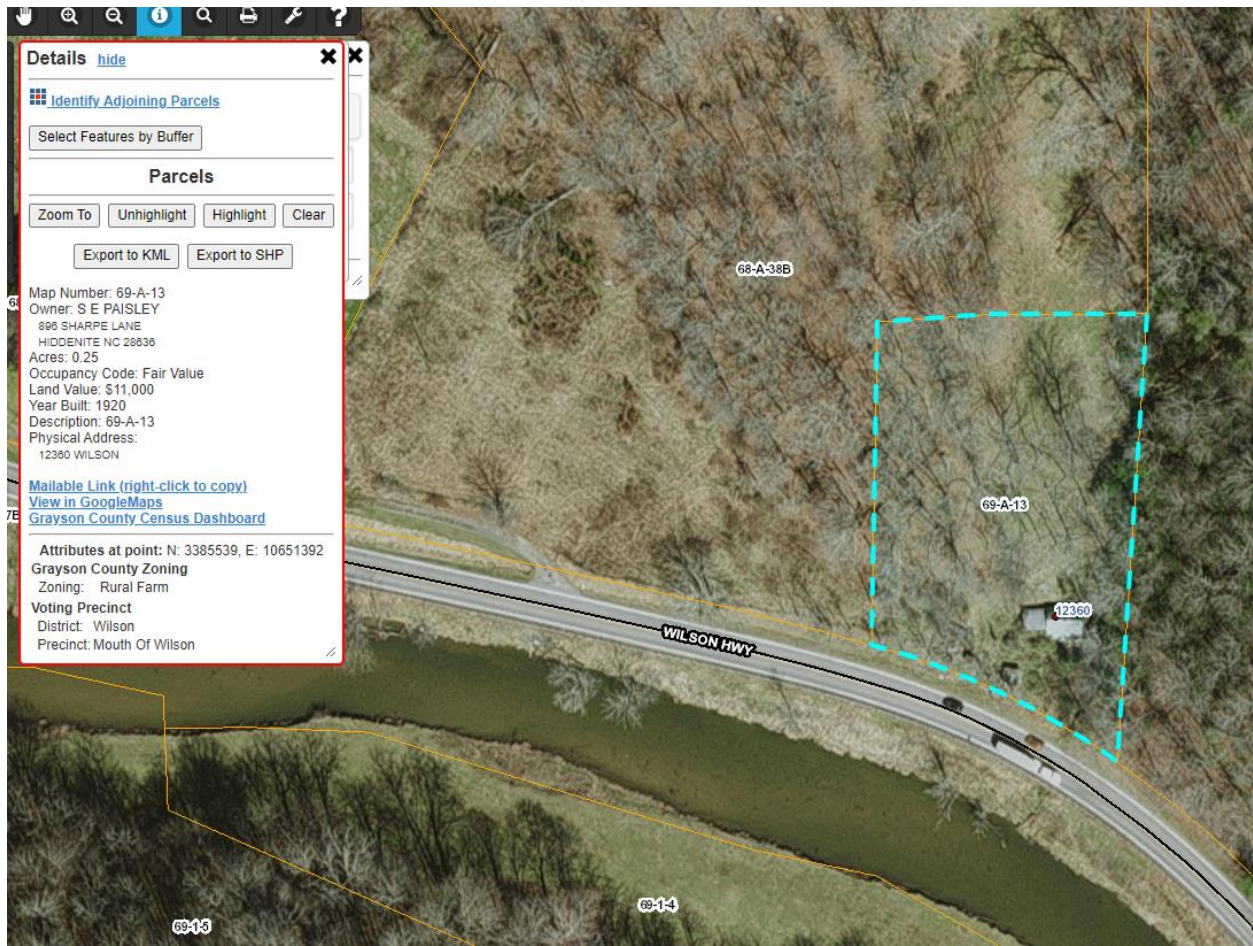 Details hide
Identify Adjoining Parcels
Select Features by Buffer
Parcels
Zoom To Unhighlight Highlight Clear
Export to KML Export to SHP
Map Number: 69-A-13
Owner: S E PAISLEY
896 SHARPE LANE
HIDDENITE NC 28636
Acres: 0.25
Occupancy Code: Fair Value
Land Value: $11,000
Year Built: 1920
Description: 69-A-13
Physical Address:
12360 WILSON
Mailable Link (right-click to copy)
View in GoogleMaps
Grayson County Census Dashboard
Attributes at point: N: 3385539, E: 10651392
Grayson County Zoning
Zoning: Rural Farm
Voting Precinct
District: Wilson
Precinct: Mouth Of Wilson
68-A-38B
69-A-13
12360
WILSON HWY
69-1-4
69-1-5